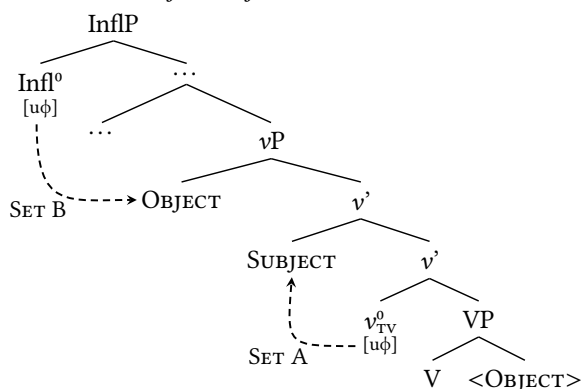 InflP
Infl⁰ ...
[uϕ]
... vP
SET B OBJECT v'
SUBJECT v'
v⁰TV VP
[uϕ]
SET A V <OBJECT>